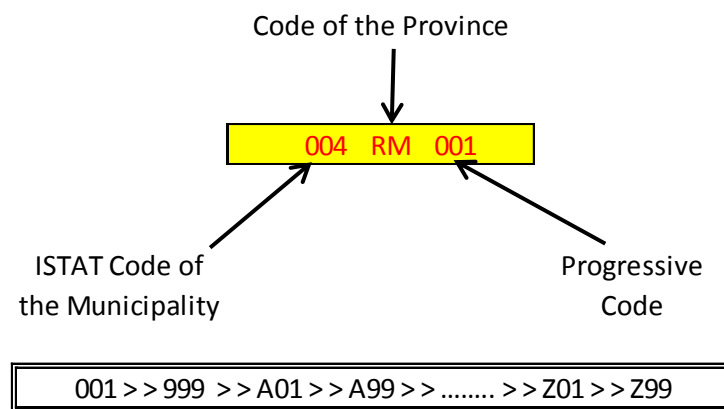 Code of the Province
004 RM 001
ISTAT Code of
the Municipality
Progressive
Code
001 >> 999 >> A01 >> A99 >> ........ >> Z01 >> Z99